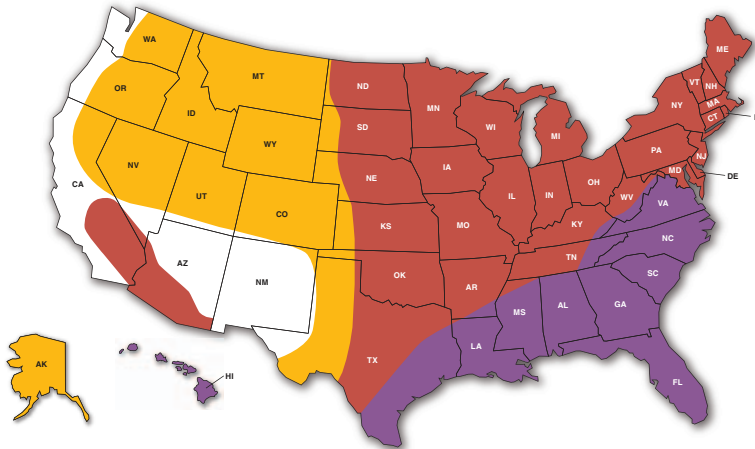 WA
OR
ID
MT
ND
MN
SD
WY
NE
IA
WI
MI
NV
UT
CO
CA
AZ
NM
KS
MO
OK
AR
TX
LA
MS
AL
GA
FL
SC
NC
VA
TN
KY
WV
IL
IN
OH
PA
NY
VT
NH
ME
MA
CT
NJ
MD
DE
AK
HI